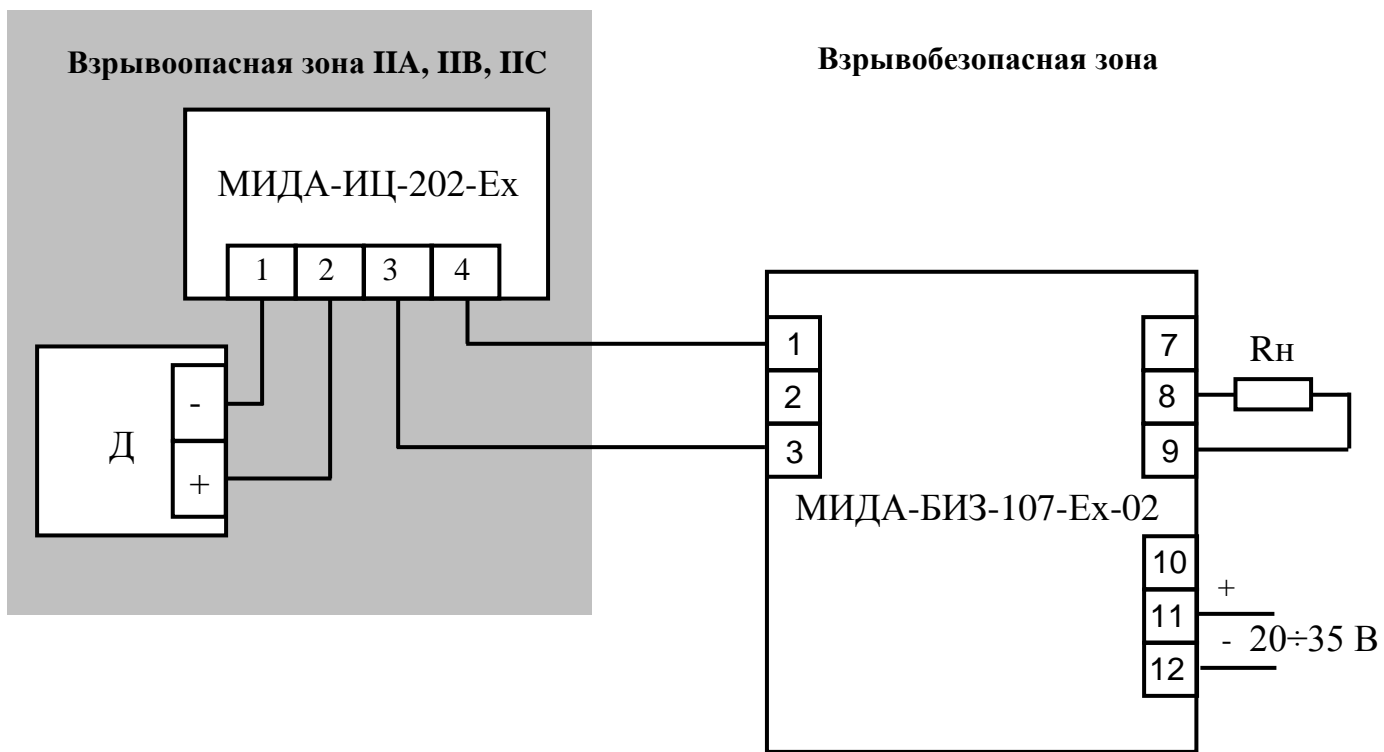 Взрывоопасная зона IIA, IIB, IIC
Взрывобезопасная зона
МИДА-ИЦ-202-Ех
1 2 3 4
Д
-
+
1
2
3
МИДА-БИЗ-107-Ех-02
7
8
9
Rн
10
11
12
+
- 20÷35 В